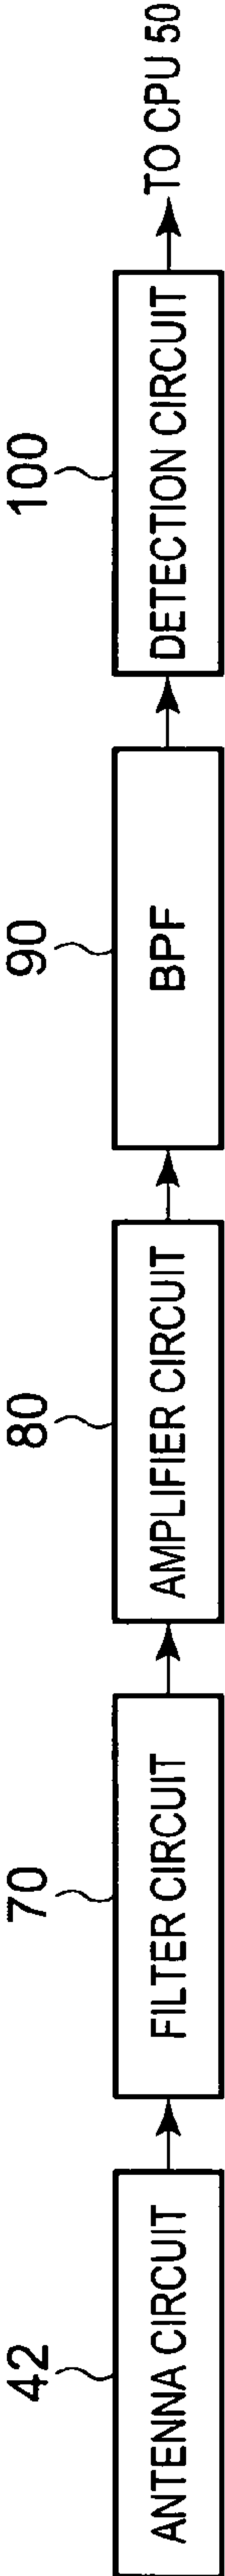 42
ANTENNA CIRCUIT
70
FILTER CIRCUIT
80
AMPLIFIER CIRCUIT
90
BPF
100
DETECTION CIRCUIT
TO CPU 50